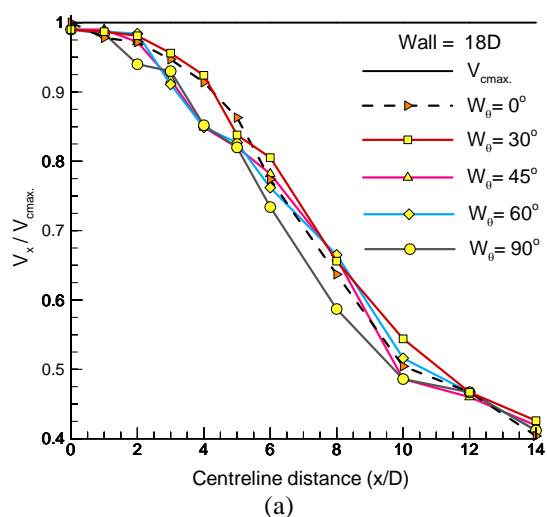 1
0.9
0.8
0.7
0.6
0.5
0.4
V_x / V_cmax.
Wall = 18D
V_cmax.
W_θ= 0°
W_θ= 30°
W_θ= 45°
W_θ= 60°
W_θ= 90°
0 2 4 6 8 10 12 14
Centreline distance (x/D)
(a)